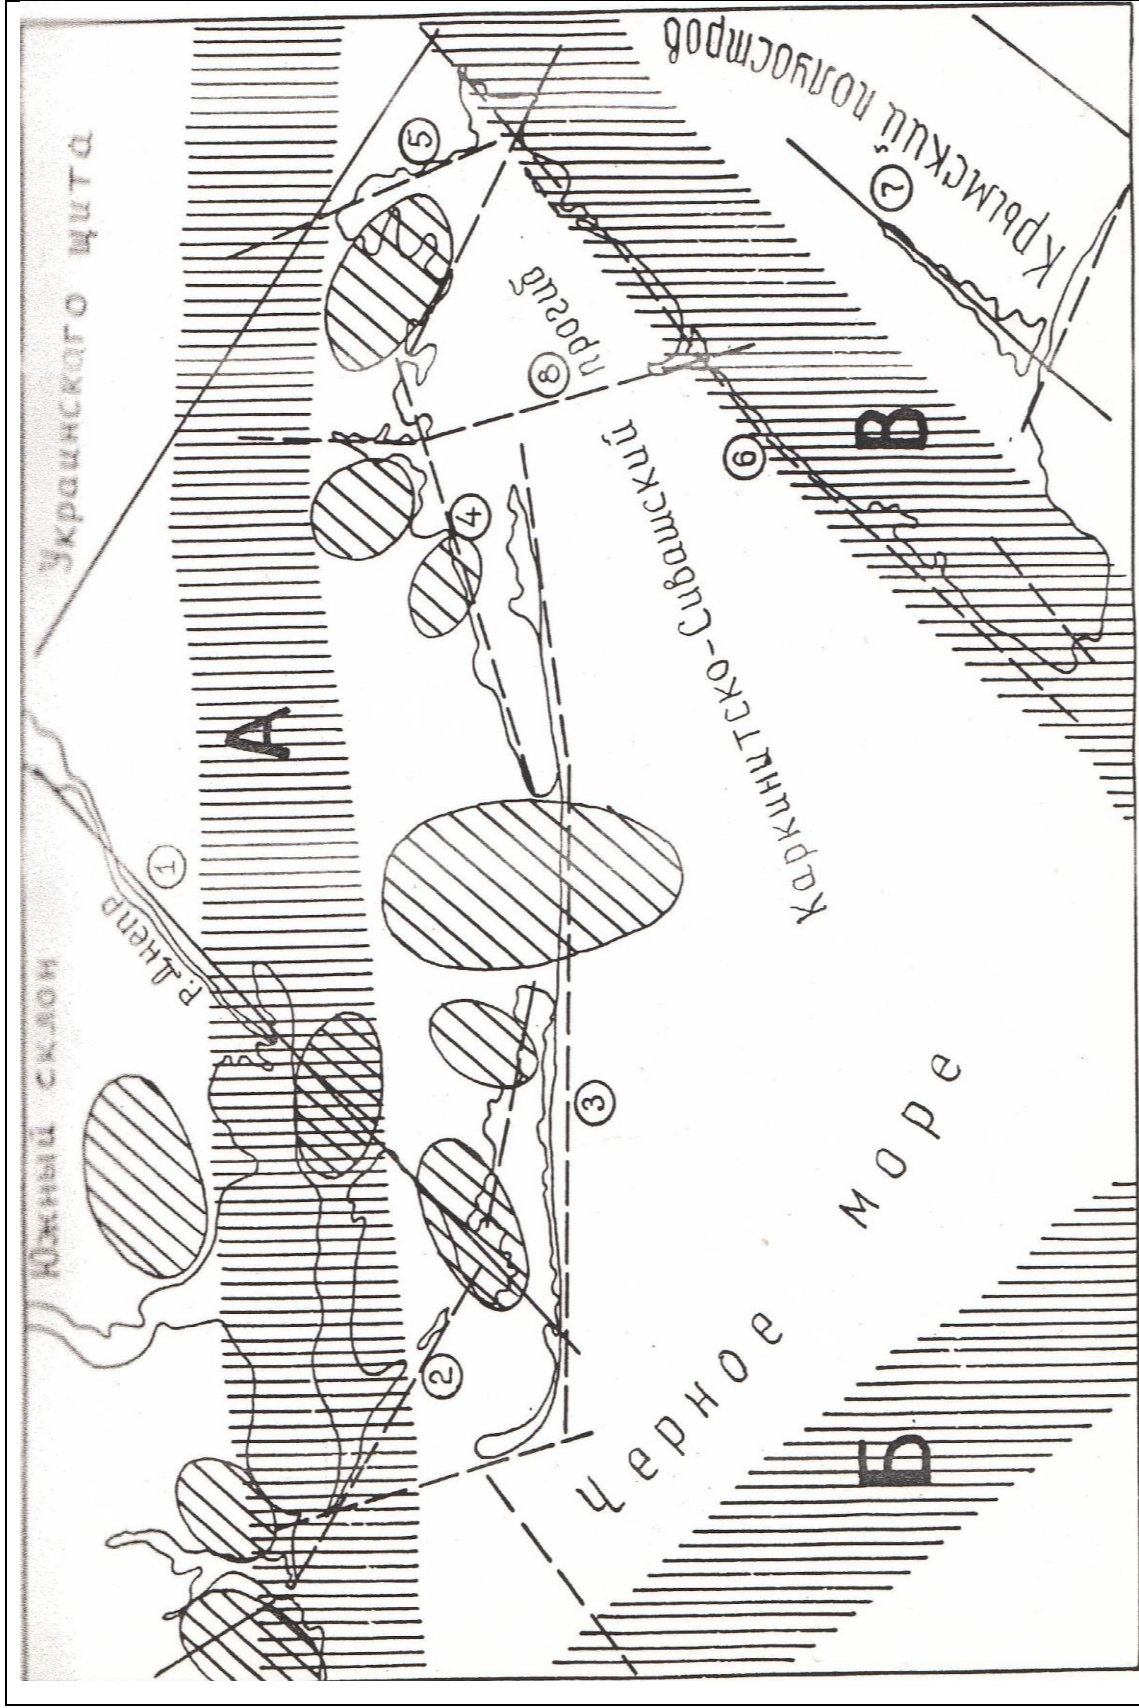 Южный склон
Украинского щита
р. Днепр
1
2
3
4
5
6
7
8
А
Б
В
Каркинитско-Сивашский
прогиб
Крымский полуостров
Черное море